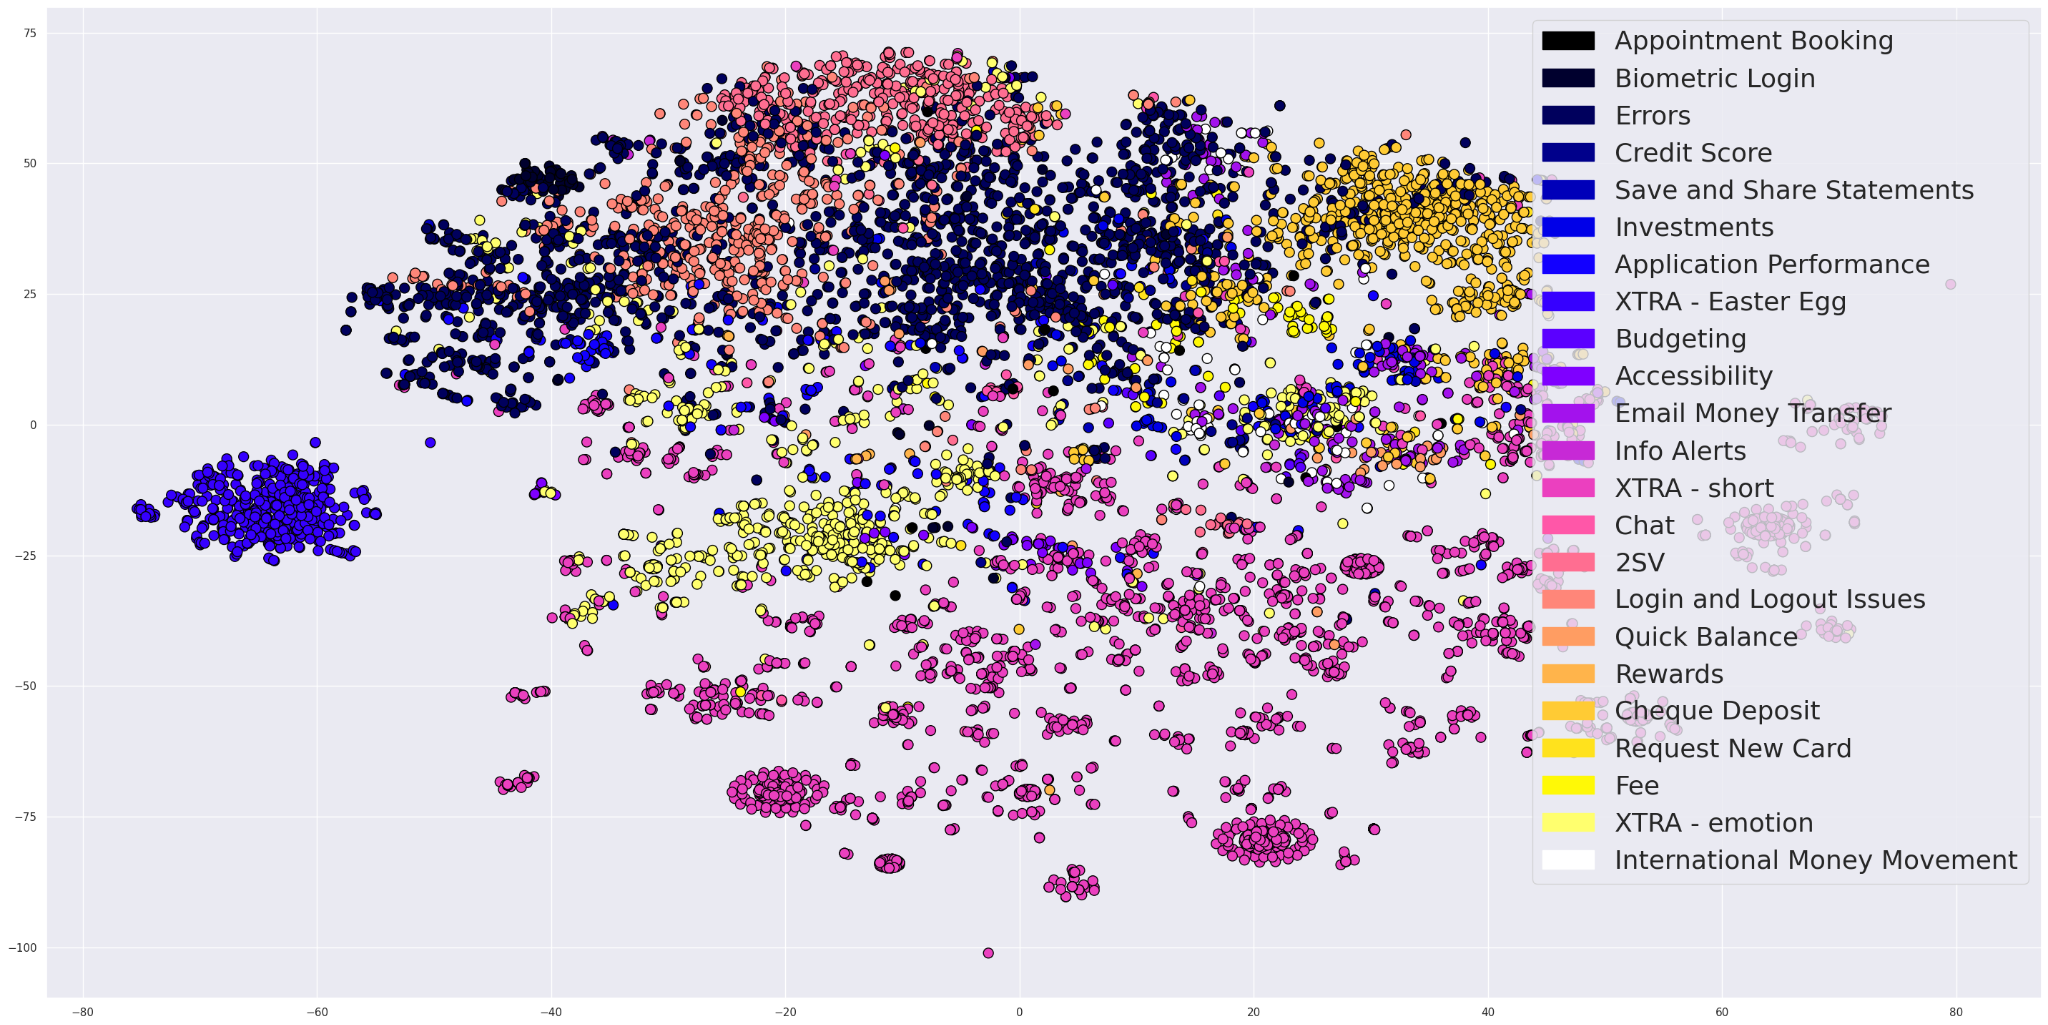 75
50
25
0
−25
−50
−75
−100
−80
−60
−40
−20
0
20
40
60
80
Appointment Booking
Biometric Login
Errors
Credit Score
Save and Share Statements
Investments
Application Performance
XTRA - Easter Egg
Budgeting
Accessibility
Email Money Transfer
Info Alerts
XTRA - short
Chat
2SV
Login and Logout Issues
Quick Balance
Rewards
Cheque Deposit
Request New Card
Fee
XTRA - emotion
International Money Movement